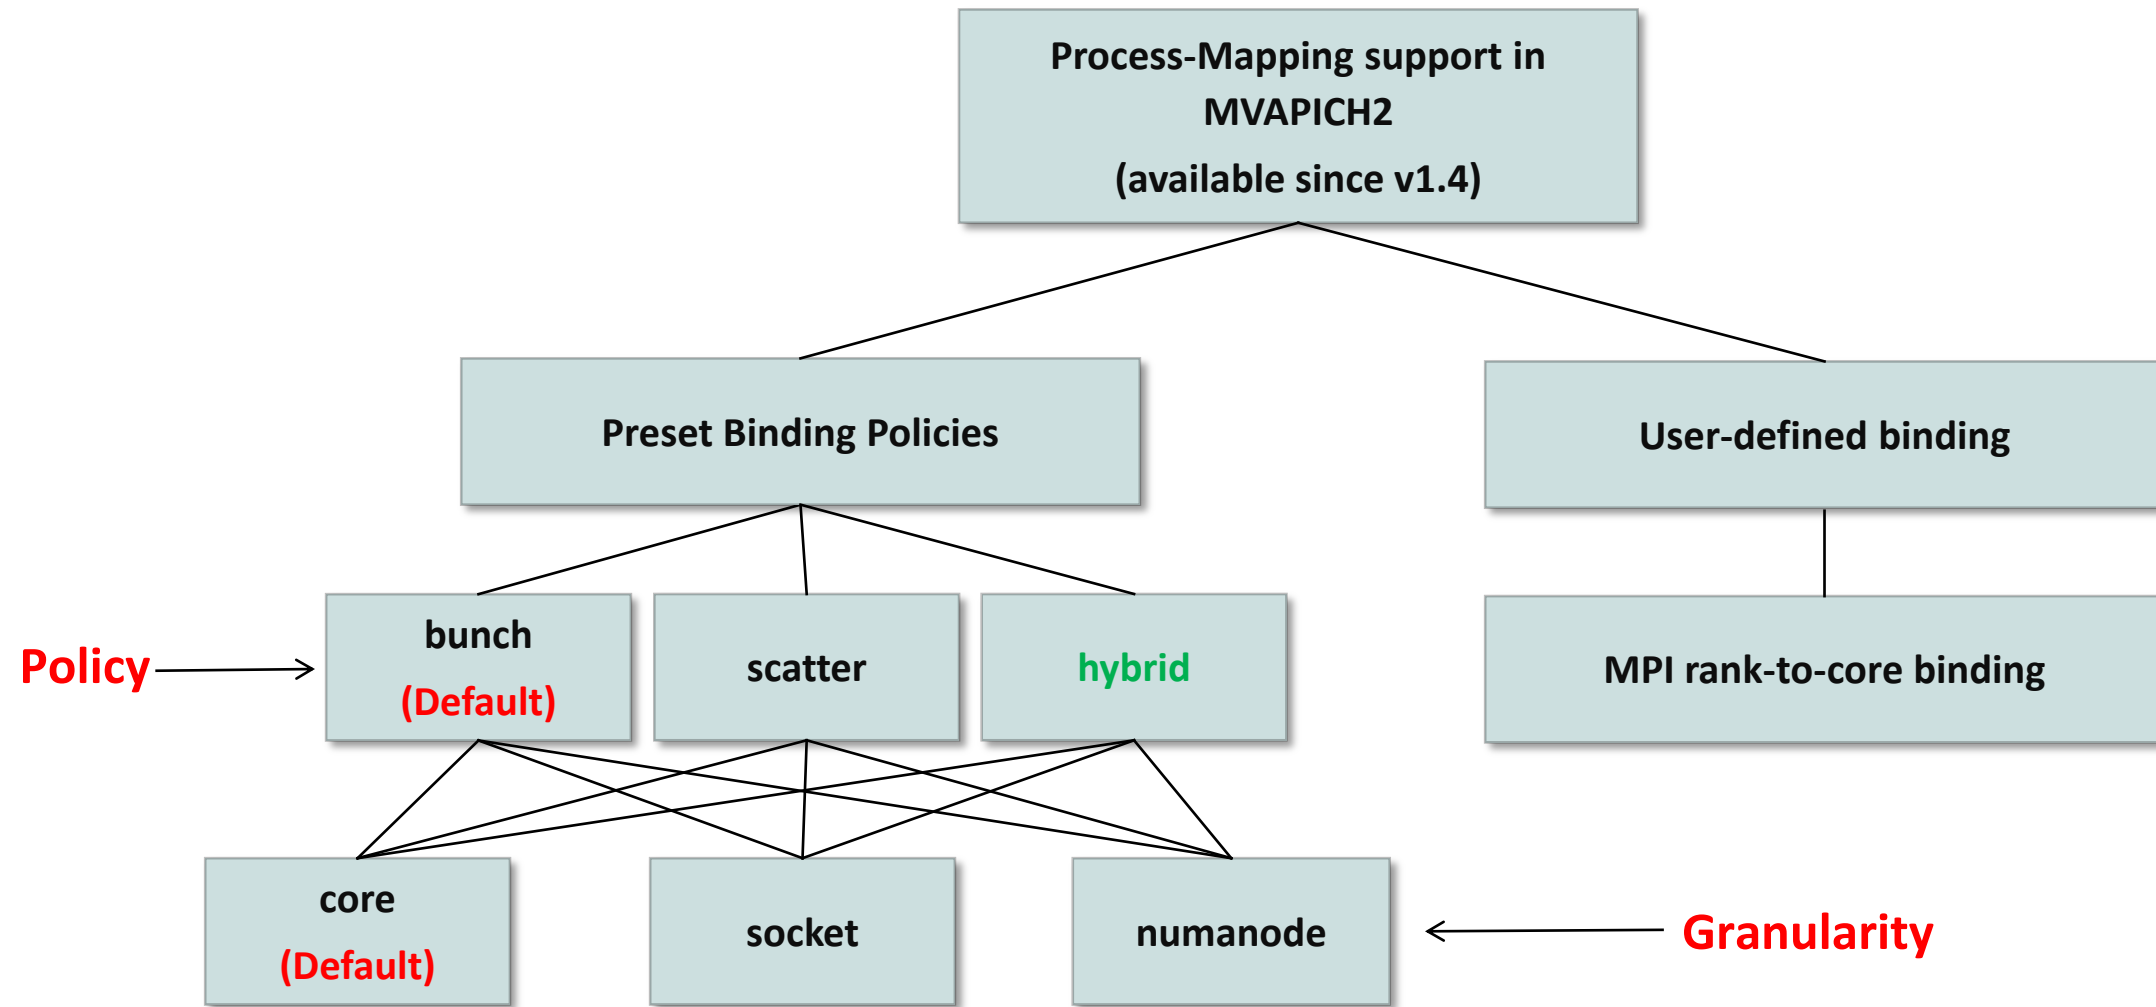 Process-Mapping support in
MVAPICH2
(available since v1.4)
Preset Binding Policies
User-defined binding
Policy
bunch
(Default)
scatter
hybrid
MPI rank-to-core binding
core
(Default)
socket
numanode
Granularity